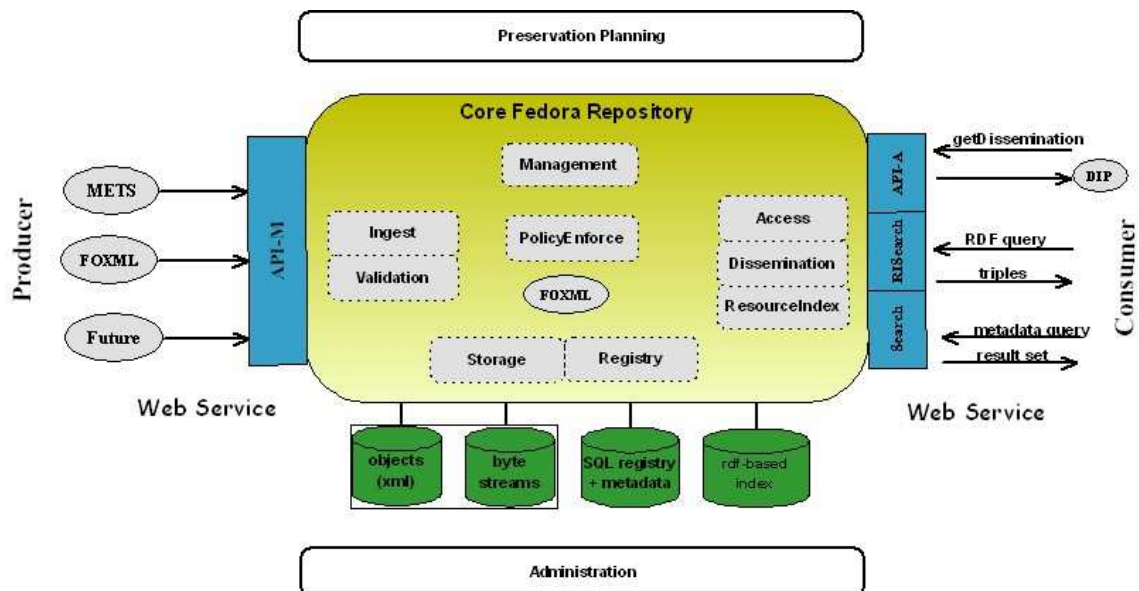 Preservation Planning
Core Fedora Repository
Producer
METS
FOXML
Future
API-M
Web Service
Management
Ingest
Validation
PolicyEnforce
FOXML
Storage
Registry
Access
Dissemination
ResourceIndex
API-A
RISearch
Search
getDissemination
DIP
RDF query
triples
metadata query
result set
Consumer
Web Service
objects
(xml)
byte
streams
SQL registry
+ metadata
rdf-based
index
Administration